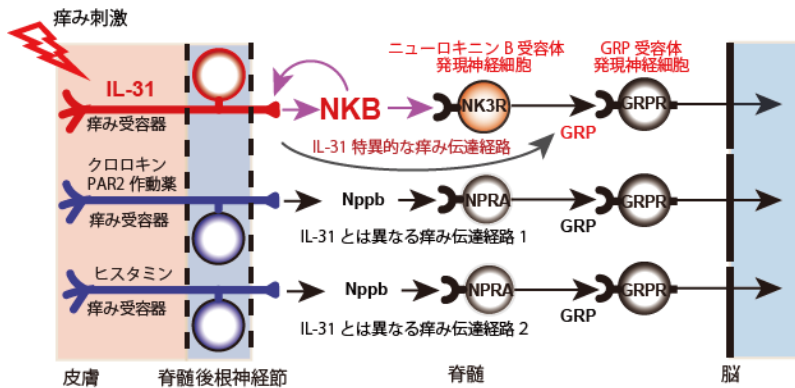 痒み刺激
IL-31
痒み受容器
NKB
ニューロキニン B 受容体
発現神経細胞
NK3R
GRP 受容体
発現神経細胞
GRPR
GRP
IL-31 特異的な痒み伝達経路
クロロキン
PAR2 作動薬
痒み受容器
Nppb
NPRA
GRP
GRPR
IL-31 とは異なる痒み伝達経路 1
ヒスタミン
痒み受容器
Nppb
NPRA
GRP
GRPR
IL-31 とは異なる痒み伝達経路 2
皮膚
脊髄後根神経節
脊髄
脳